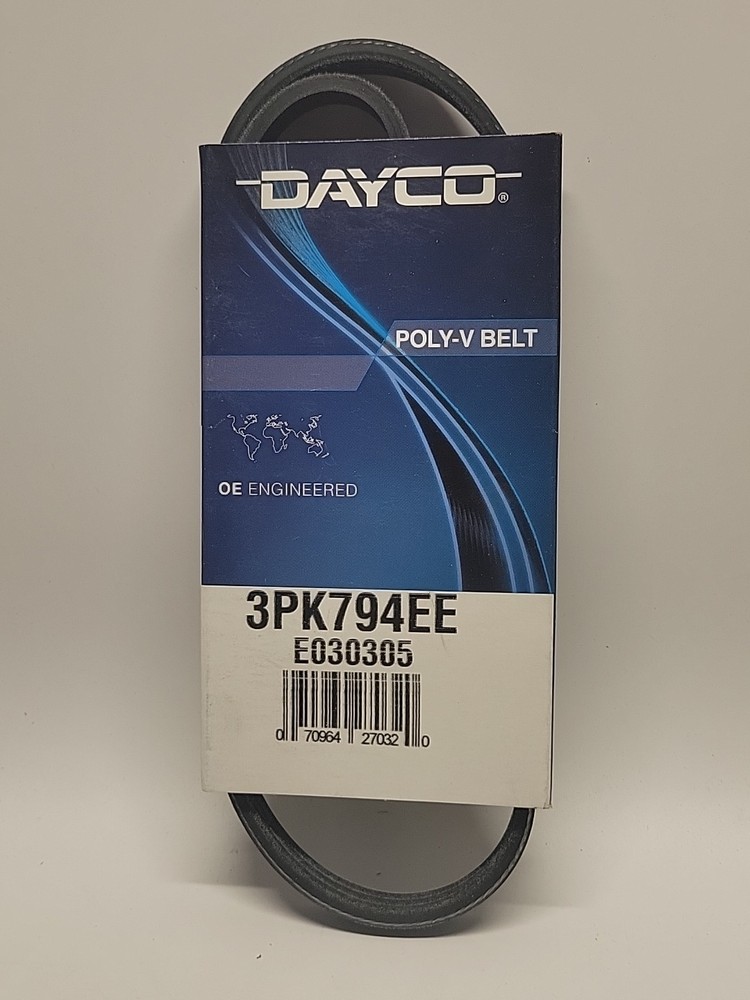 DAYCO®
POLY-V BELT
OE ENGINEERED
3PK794EE
E030305
0 70964 27032 0